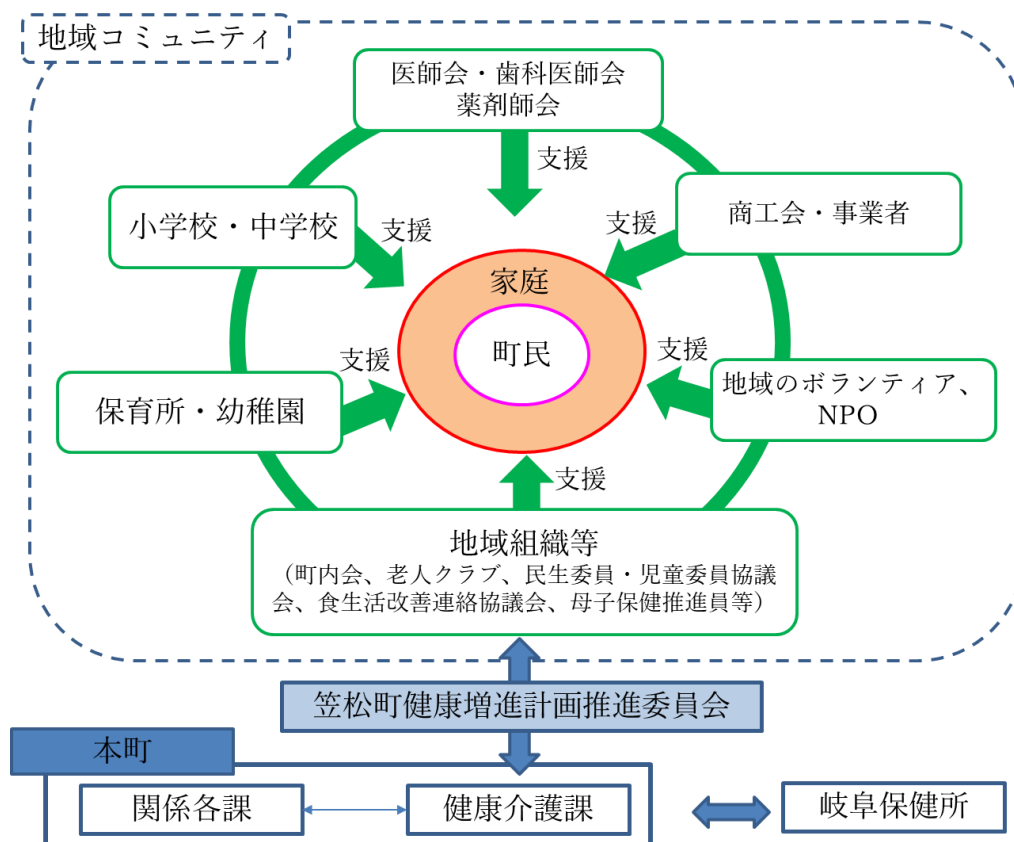 地域コミュニティ
医師会・歯科医師会
薬剤師会
支援
小学校・中学校
支援
商工会・事業者
支援
家庭
町民
保育所・幼稚園
支援
地域のボランティア、
NPO
支援
支援
地域組織等
（町内会、老人クラブ、民生委員・児童委員協議
会、食生活改善連絡協議会、母子保健推進員等）
笠松町健康増進計画推進委員会
本町
関係各課
健康介護課
岐阜保健所